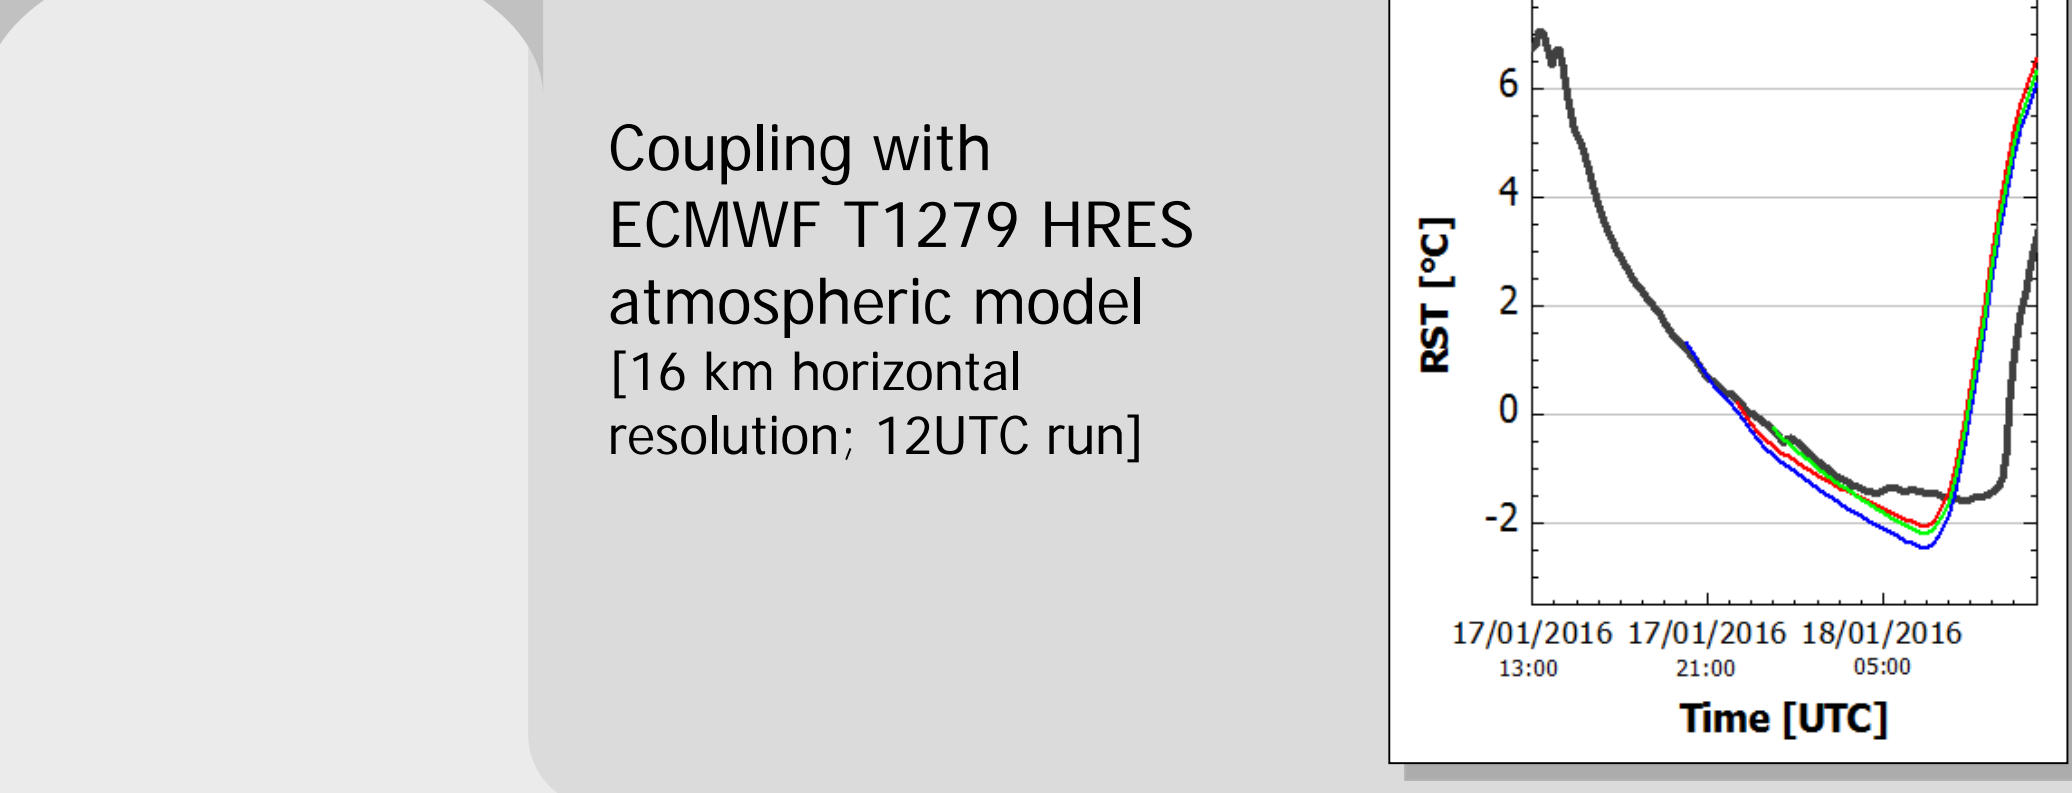 Coupling with
ECMWF T1279 HRES
atmospheric model
[16 km horizontal
resolution; 12UTC run]
RST [°C]
6
4
2
0
-2
17/01/2016 17/01/2016 18/01/2016
13:00 21:00 05:00
Time [UTC]